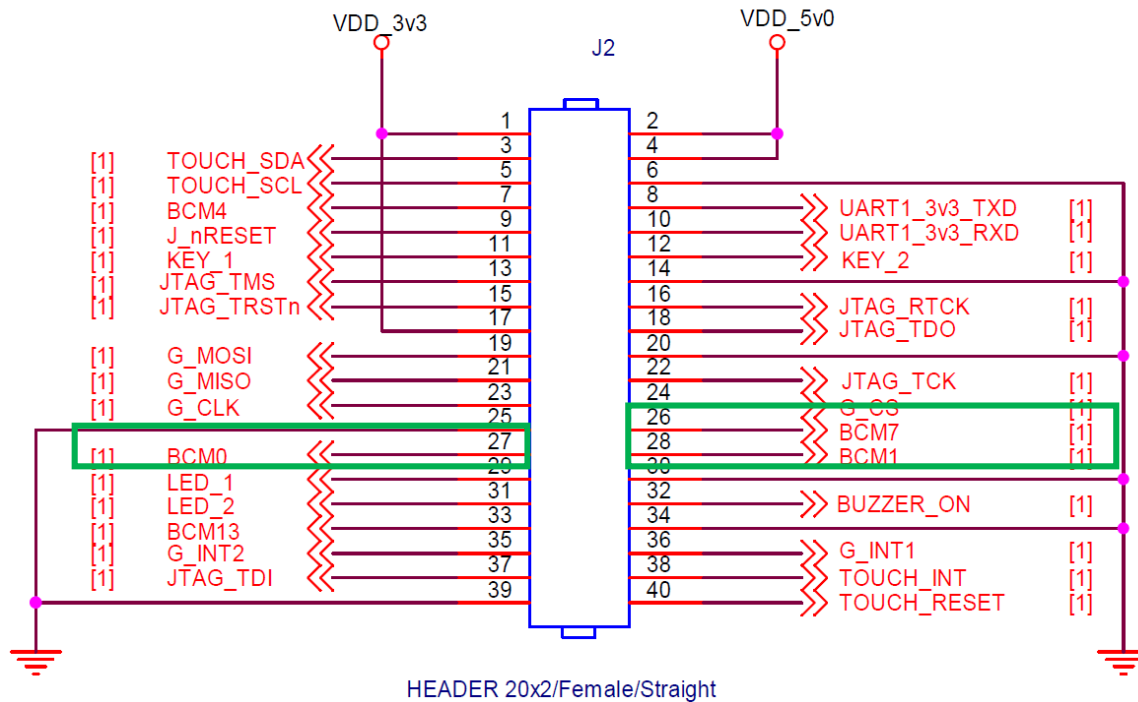 VDD_3v3 VDD_5v0
J2
1 2
[1] TOUCH_SDA 3 4
[1] TOUCH_SCL 5 6
[1] BCM4 7 8 UART1_3v3_TXD [1]
[1] J_nRESET 9 10 UART1_3v3_RXD [1]
[1] KEY_1 11 12 KEY_2 [1]
[1] JTAG_TMS 13 14
[1] JTAG_TRSTn 15 16 JTAG_RTCK [1]
17 18 JTAG_TDO [1]
[1] G_MOSI 19 20
[1] G_MISO 21 22 JTAG_TCK [1]
[1] G_CLK 23 24 G_CS [1]
25 26 BCM7 [1]
[1] BCM0 27 28 BCM1 [1]
[1] LED_1 29 30
[1] LED_2 31 32 BUZZER_ON [1]
[1] BCM13 33 34
[1] G_INT2 35 36 G_INT1 [1]
[1] JTAG_TDI 37 38 TOUCH_INT [1]
39 40 TOUCH_RESET [1]
HEADER 20x2/Female/Straight